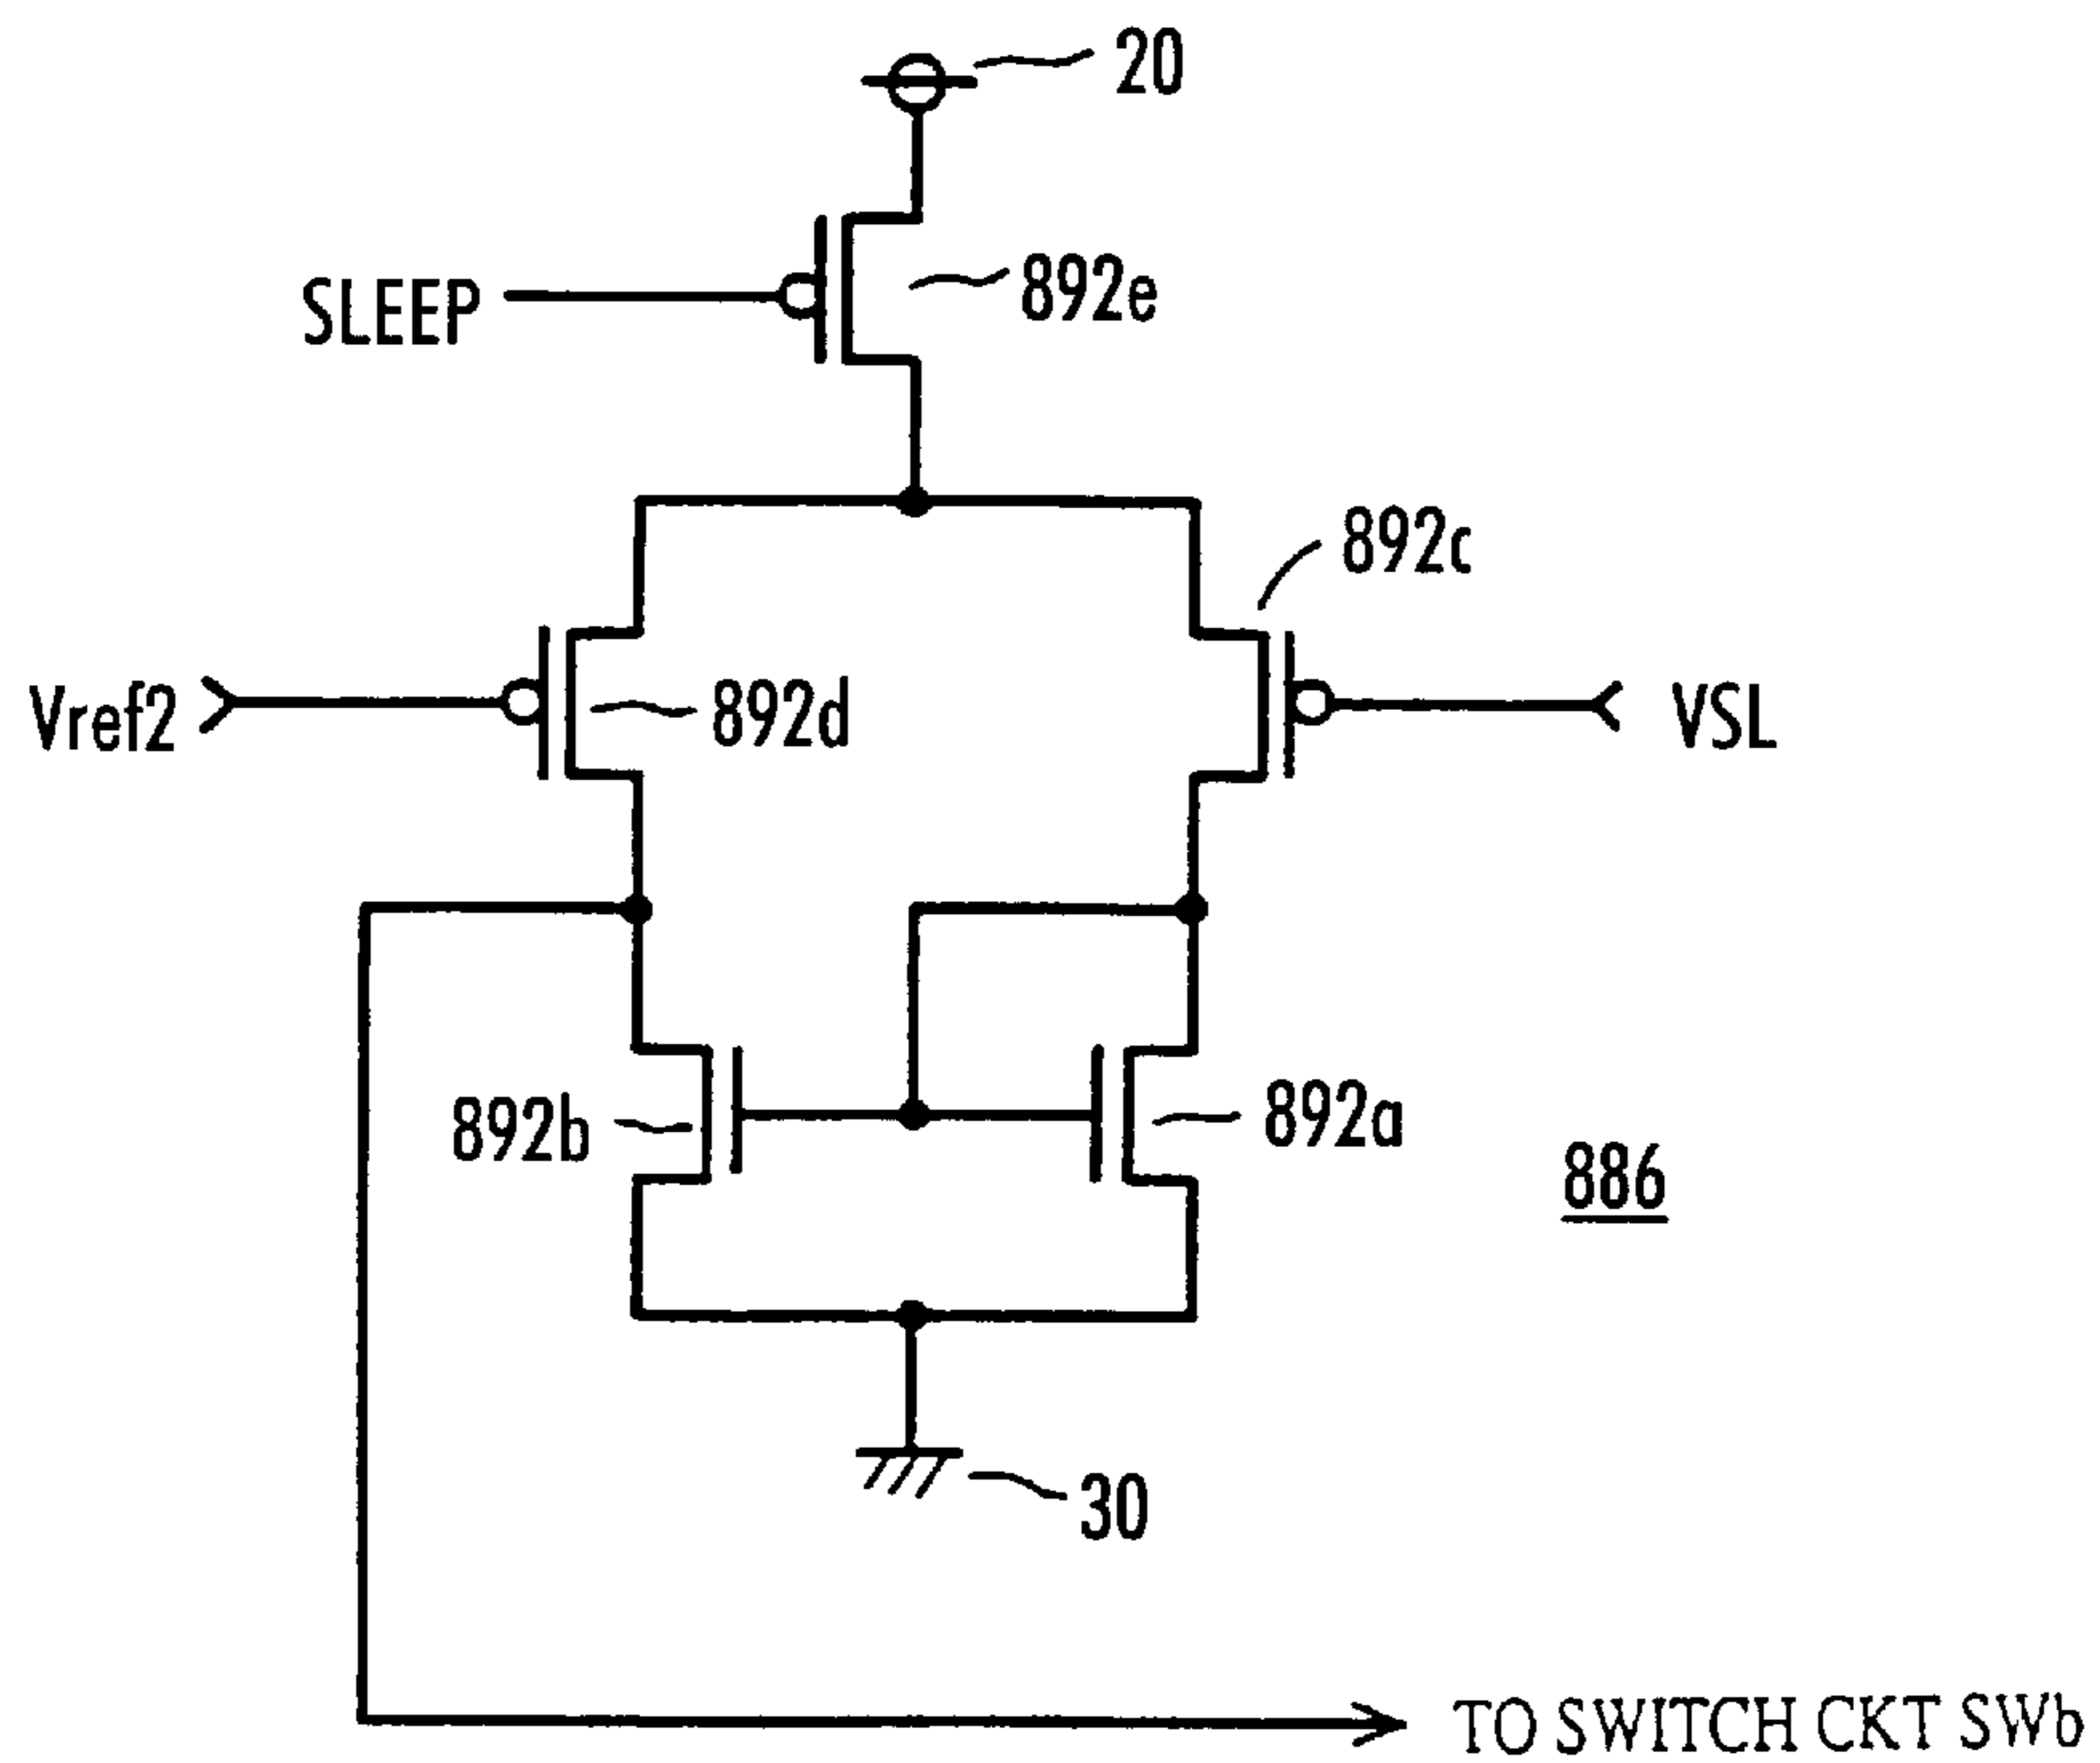 20
SLEEP
892e
892c
Vref2
892d
VSL
892b
892a
886
30
TO SWITCH CKT SWb